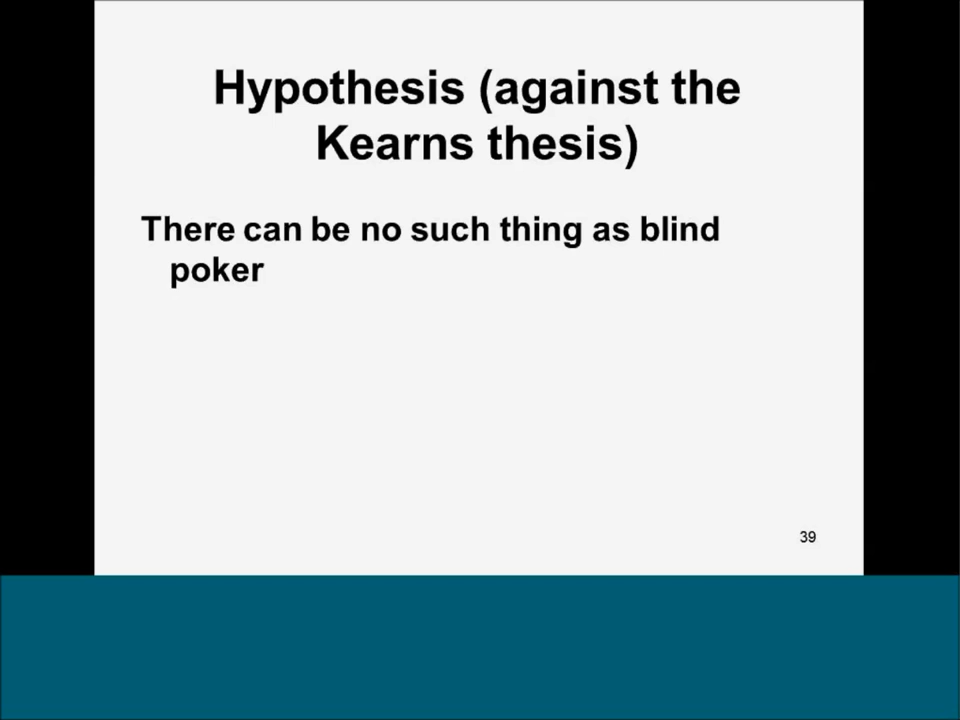 Hypothesis (against the
Kearns thesis)
There can be no such thing as blind
poker
39